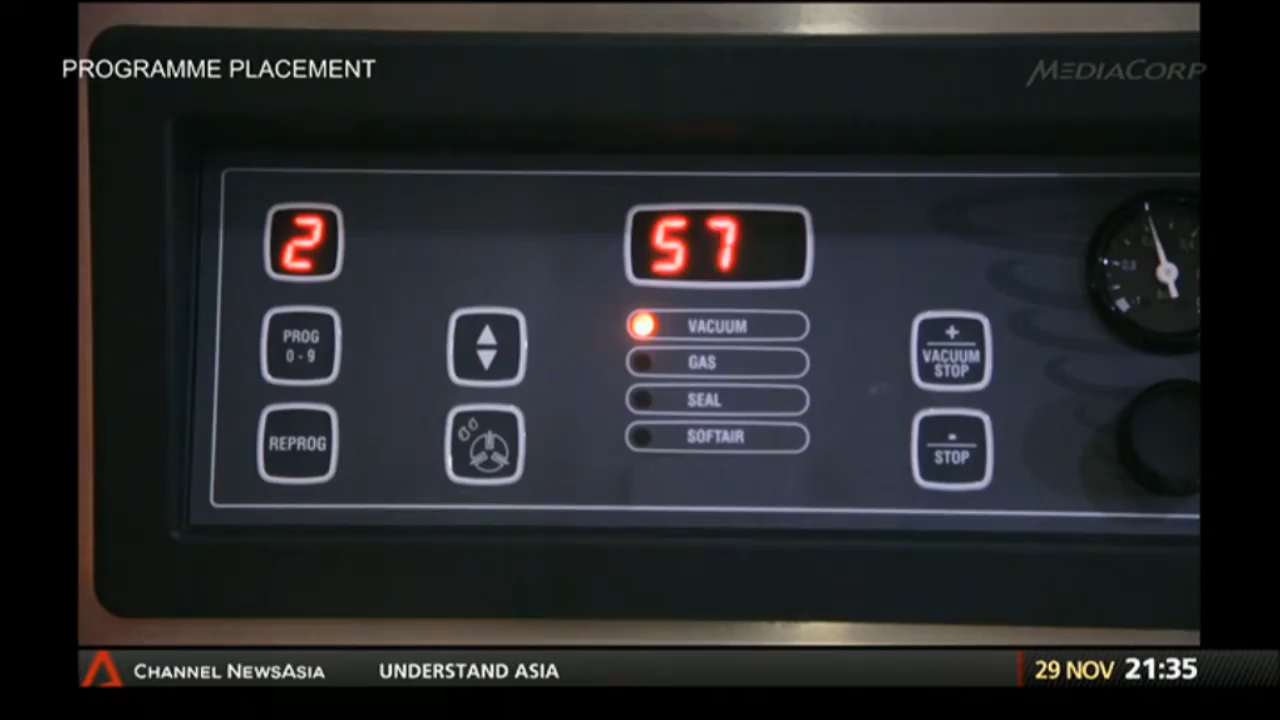 PROGRAMME PLACEMENT
MEDIACORP
2
57
PROG
0 - 9
REPROG
VACUUM
GAS
SEAL
SOFTAIR
+
VACUUM
STOP
-
STOP
CHANNEL NEWSASIA
UNDERSTAND ASIA
29 NOV 21:35